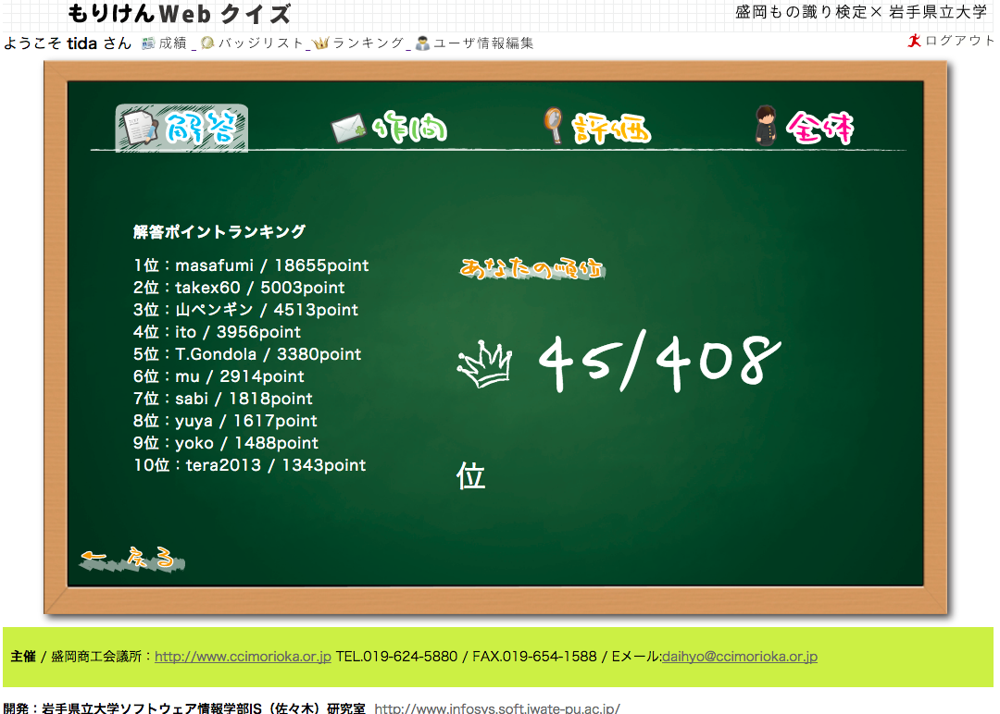 もりけんWeb クイズ
盛岡もの識り検定× 岩手県立大学
ようこそ tida さん 成績 _ バッジリスト_ ランキング_ ユーザ情報編集
ログアウト
解答 作問 評価 全体
解答ポイントランキング
1位：masafumi / 18655point
2位：takex60 / 5003point
3位：山ペンギン / 4513point
4位：ito / 3956point
5位：T.Gondola / 3380point
6位：mu / 2914point
7位：sabi / 1818point
8位：yuya / 1617point
9位：yoko / 1488point
10位：tera2013 / 1343point
あなたの順位
45/408
位
← 戻る
主催 / 盛岡商工会議所：http://www.ccimorioka.or.jp TEL.019-624-5880 / FAX.019-654-1588 / Eメール:daihyo@ccimorioka.or.jp
開発：岩手県立大学ソフトウェア情報学部IS（佐々木）研究室 http://www.infosys.soft.iwate-pu.ac.jp/